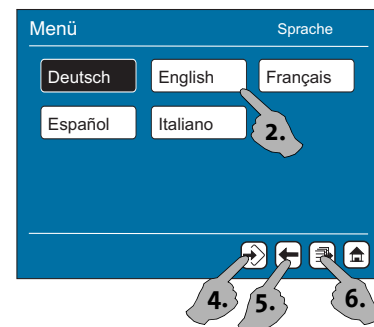 Menü Sprache
Deutsch English Français
Español Italiano
2.
4. 5. 6.